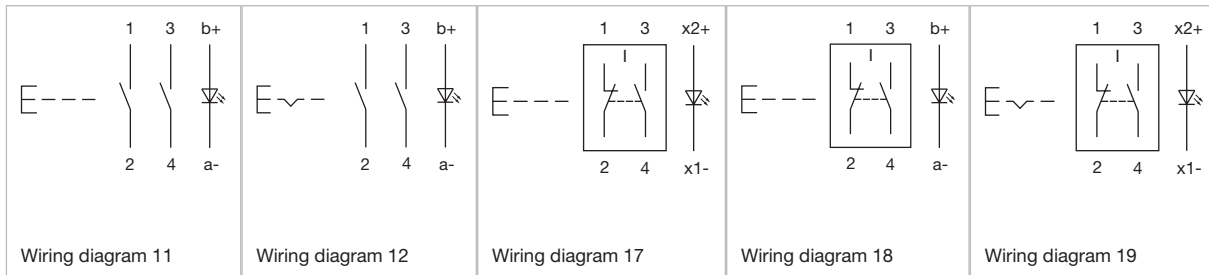 1 3 b+
2 4 a-
Wiring diagram 11
1 3 b+
2 4 a-
Wiring diagram 12
1 3 x2+
2 4 x1-
Wiring diagram 17
1 3 b+
2 4 a-
Wiring diagram 18
1 3 x2+
2 4 x1-
Wiring diagram 19